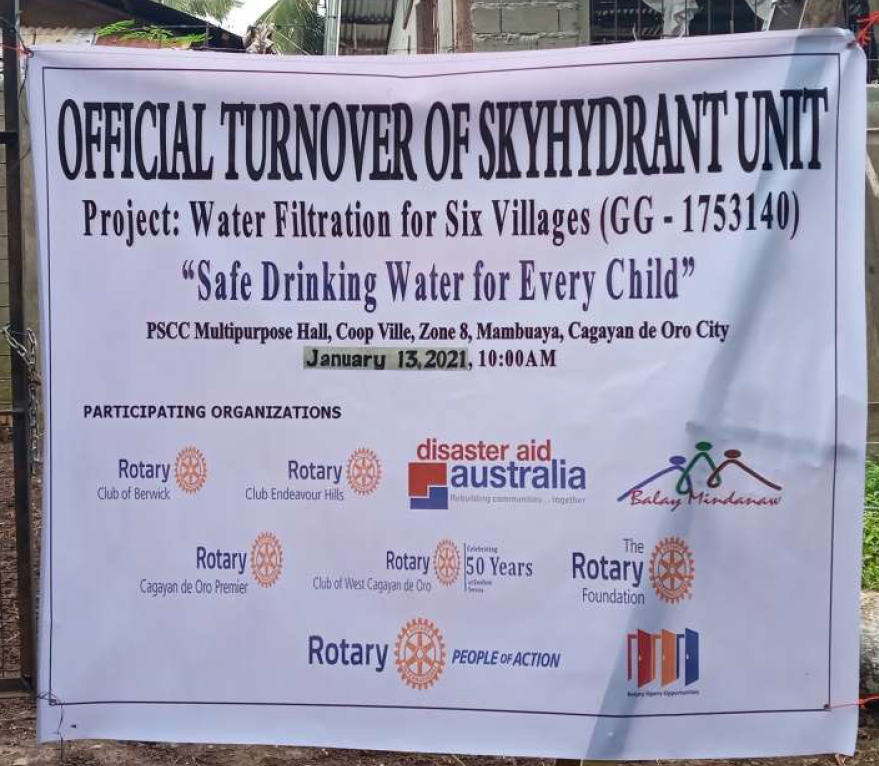 OFFICIAL TURNOVER OF SKYHYDRANT UNIT
Project: Water Filtration for Six Villages (GG - 1753140)
“Safe Drinking Water for Every Child”
PSCC Multipurpose Hall, Coop Ville, Zone 8, Mambuaya, Cagayan de Oro City
January 13,2021, 10:00AM
PARTICIPATING ORGANIZATIONS
Rotary
Club of Berwick
Rotary
Club Endeavour Hills
disaster aid
australia
Rebuilding communities... together
Balay Mindanaw
Rotary
Cagayan de Oro Premier
Rotary
Club of West Cagayan de Oro
Celebrating
50 Years
The
Rotary
Foundation
Rotary
PEOPLE OF ACTION
Rotary Opens Opportunities